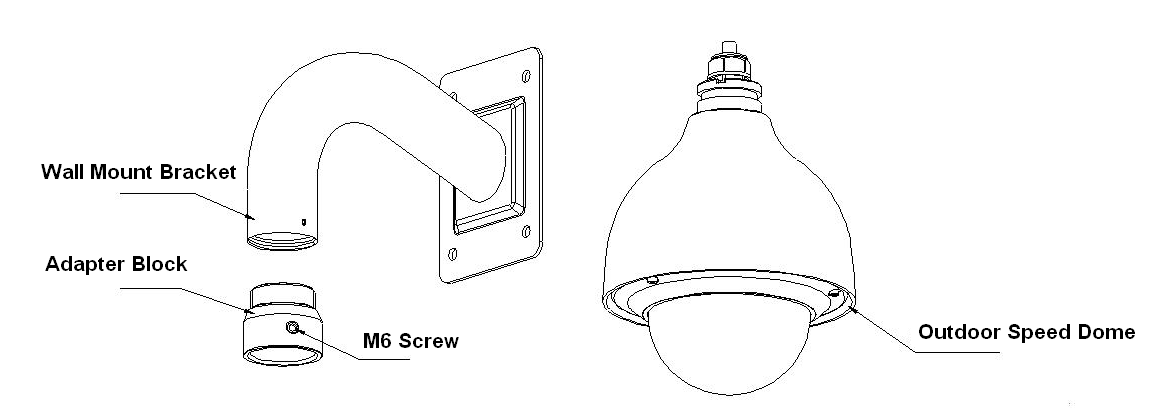 Wall Mount Bracket
Adapter Block
M6 Screw
Outdoor Speed Dome